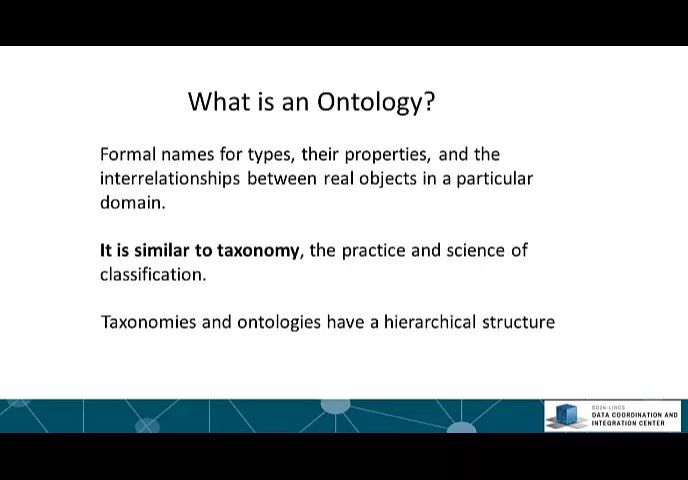 What is an Ontology?
Formal names for types, their properties, and the
interrelationships between real objects in a particular
domain.
It is similar to taxonomy, the practice and science of
classification.
Taxonomies and ontologies have a hierarchical structure
BD2K-LINCS
DATA COORDINATION AND
INTEGRATION CENTER